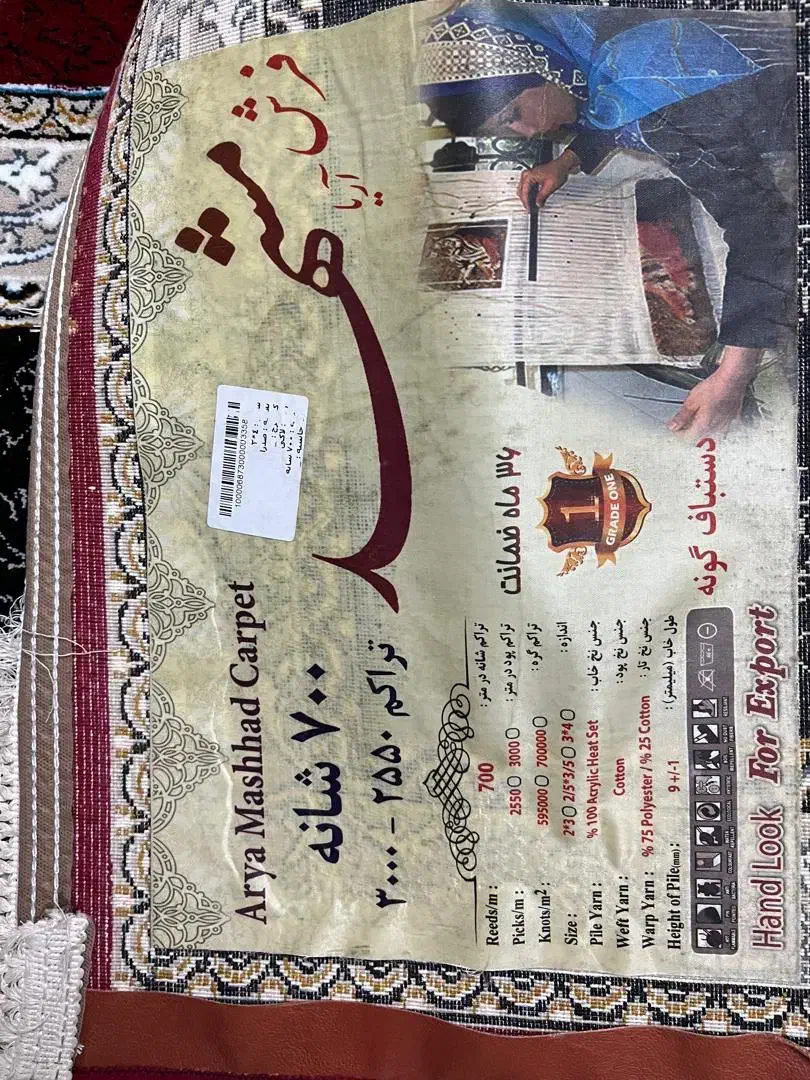 فرش
آریا
مشهد
Arya Mashhad Carpet
۷۰۰ شانه
تراکم ۲۵۵۰ - ۳۰۰۰
1000068730000003358
۳۶ ماه ضمانت
1
GRADE ONE
دستباف گونه
Reeds/m : 700 تراکم شانه در متر :
Picks/m : 2550 3000 تراکم پود در متر :
Knots/m² : 595000 700000 تراکم گره :
Size : 2*3 2/5*3/5 3*4 اندازه :
Pile Yarn : % 100 Acrylic Heat Set جنس نخ خاب :
Weft Yarn : Cotton جنس نخ پود :
Warp Yarn : % 75 Polyester / % 25 Cotton جنس نخ تار :
Height of Pile(mm) : 9 +/-1 طول خاب (میلیمتر) :
Hand Look For Export